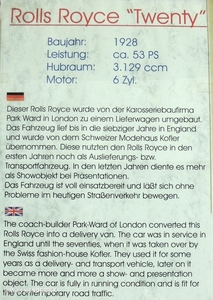 Rolls Royce "Twenty"
Baujahr: 1928
Leistung: ca. 53 PS
Hubraum: 3.129 ccm
Motor: 6 Zyl.
Dieser Rolls Royce wurde von der Karosseriebaufirma
Park Ward in London zu einem Lieferwagen umgebaut.
Das Fahrzeug lief bis in die siebziger Jahre in England
und wurde von dem Schweizer Modehaus Kofler
übernommen. Diese nutzten den Rolls Royce in den
ersten Jahren noch als Auslieferungs- bzw.
Transportfahrzeug. In den letzten Jahren diente es mehr
als Showobjekt bei Präsentationen.
Das Fahrzeug ist voll einsatzbereit und läßt sich ohne
Probleme im heutigen Straßenverkehr bewegen.
The coach-builder Park-Ward of London converted this
Rolls Royce into a delivery van. The car was in service
in England until the seventies, when it was taken over by
the Swiss fashion-house Kofler. They used it for some
years as a delivery- and transport vehicle, later on it
became more and more a show- and presentation
object. The car is fully in running condition and is fit for
the contemporary road traffic.